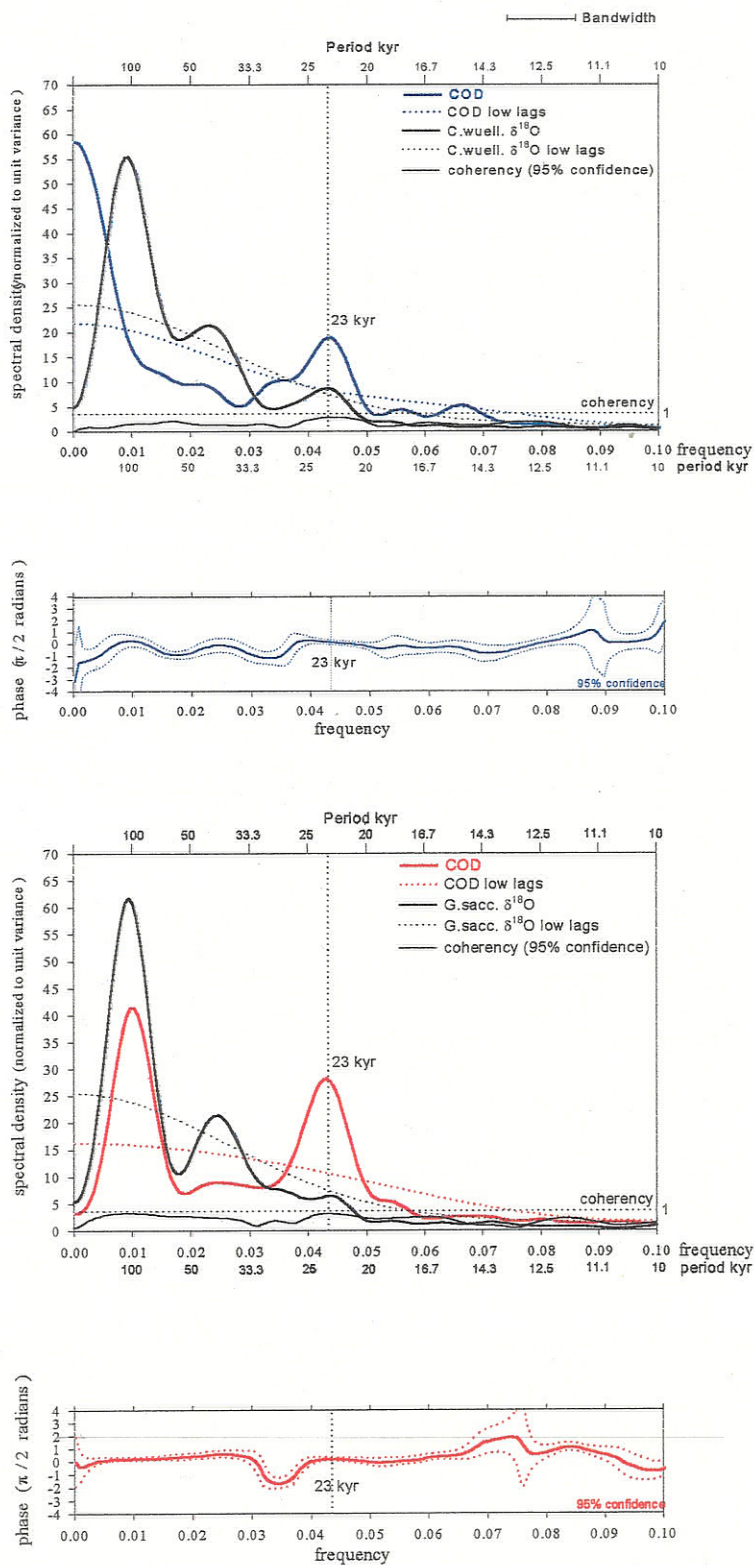 Bandwidth
Period kyr
100 50 33.3 25 20 16.7 14.3 12.5 11.1 10
spectral density(normalized to unit variance)
70
65
60
55
50
45
40
35
30
25
20
15
10
5
0
COD
COD low lags
C.wuell. δ18O
C.wuell. δ18O low lags
coherency (95% confidence)
23 kyr
coherency
1
0.00 0.01 0.02 0.03 0.04 0.05 0.06 0.07 0.08 0.09 0.10 frequency
100 50 33.3 25 20 16.7 14.3 12.5 11.1 10 period kyr
phase (π / 2 radians)
4
3
2
1
0
-1
-2
-3
-4
23 kyr
95% confidence
0.00 0.01 0.02 0.03 0.04 0.05 0.06 0.07 0.08 0.09 0.10
frequency
Period kyr
100 50 33.3 25 20 16.7 14.3 12.5 11.1 10
spectral density (normalized to unit variance)
70
65
60
55
50
45
40
35
30
25
20
15
10
5
0
COD
COD low lags
G.sacc. δ18O
G.sacc. δ18O low lags
coherency (95% confidence)
23 kyr
coherency
1
0.00 0.01 0.02 0.03 0.04 0.05 0.06 0.07 0.08 0.09 0.10 frequency
100 50 33.3 25 20 16.7 14.3 12.5 11.1 10 period kyr
phase (π / 2 radians)
4
3
2
1
0
-1
-2
-3
-4
23 kyr
95% confidence
0.00 0.01 0.02 0.03 0.04 0.05 0.06 0.07 0.08 0.09 0.10
frequency